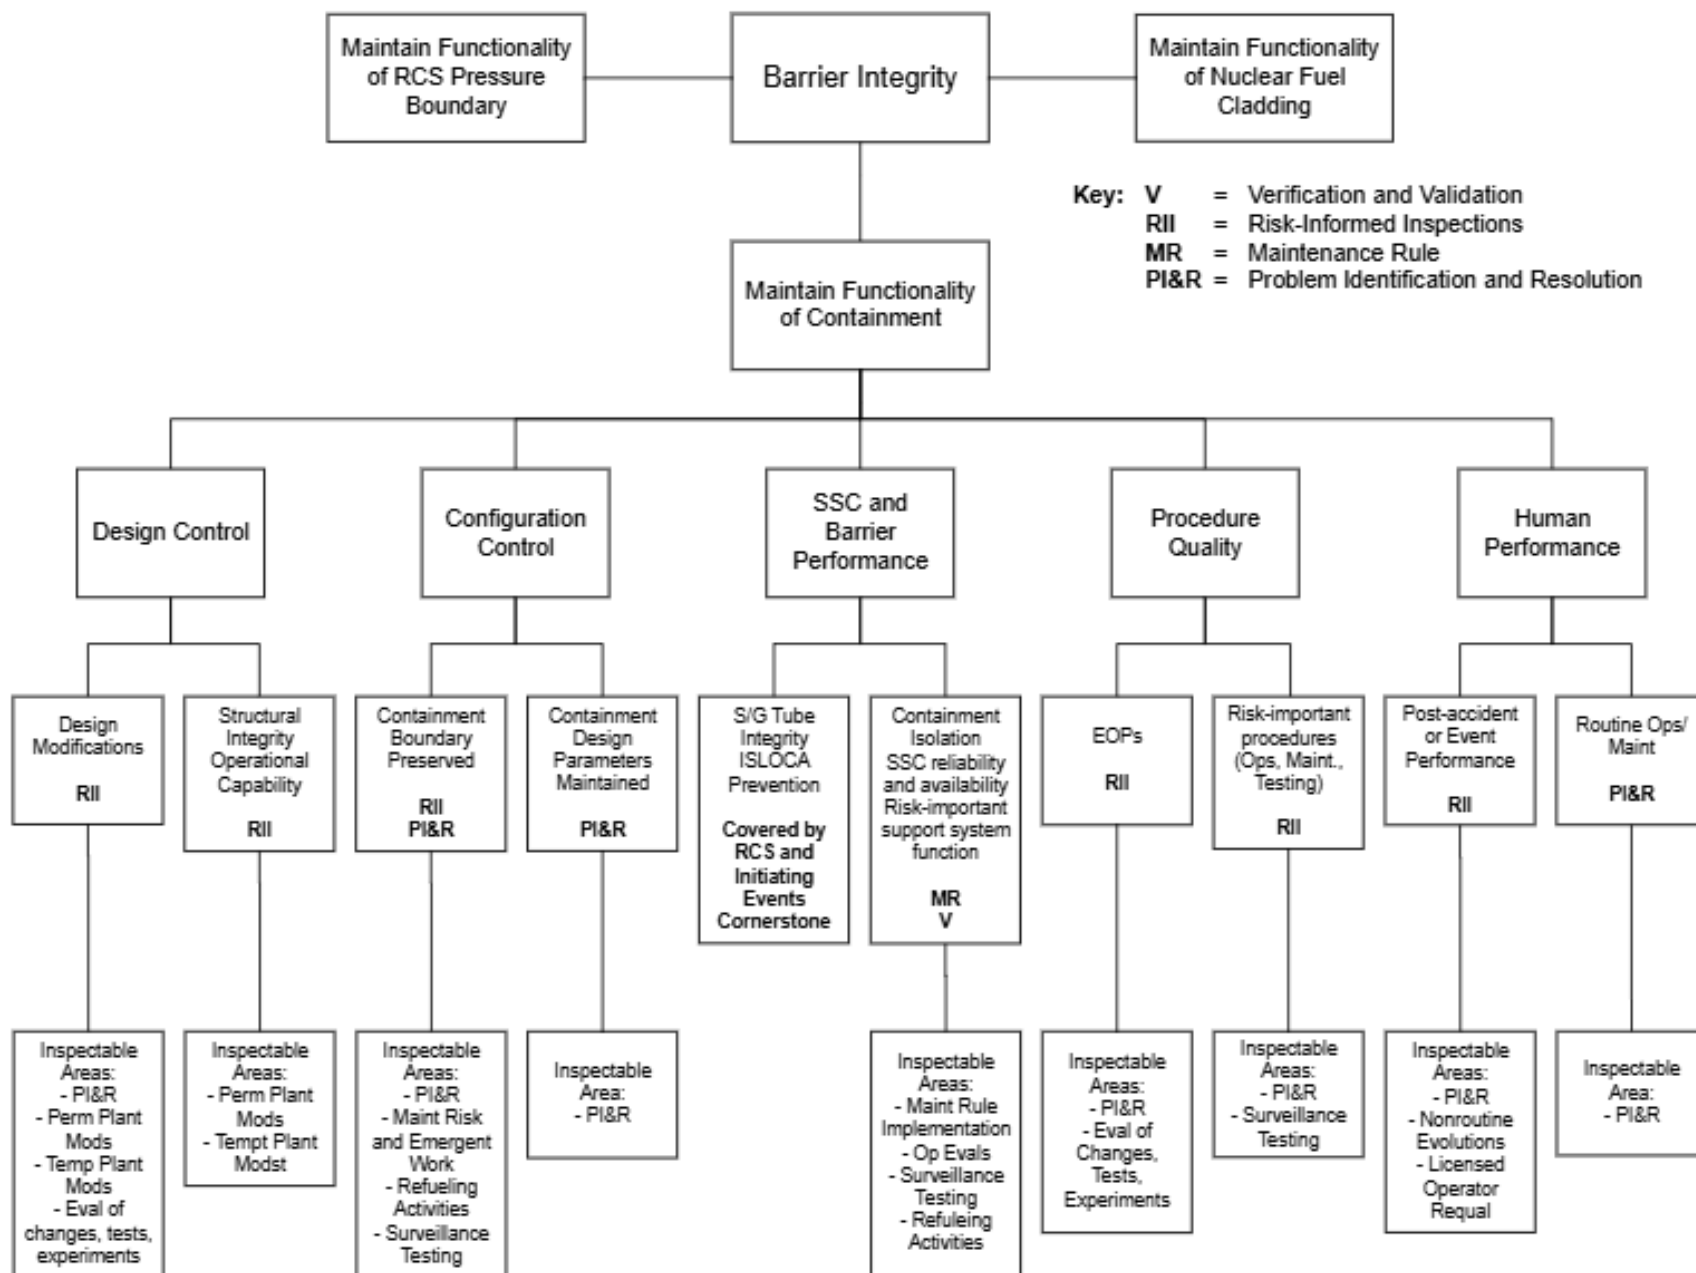 Maintain Functionality
of RCS Pressure
Boundary
Barrier Integrity
Maintain Functionality
of Nuclear Fuel
Cladding
Key: V = Verification and Validation
RII = Risk-Informed Inspections
MR = Maintenance Rule
PI&R = Problem Identification and Resolution
Maintain Functionality
of Containment
Design Control
Configuration
Control
SSC and
Barrier
Performance
Procedure
Quality
Human
Performance
Design
Modifications
RII
Structural
Integrity
Operational
Capability
RII
Containment
Boundary
Preserved
RII
PI&R
Containment
Design
Parameters
Maintained
PI&R
S/G Tube
Integrity
ISLOCA
Prevention
Covered by
RCS and
Initiating
Events
Cornerstone
Containment
Isolation
SSC reliability
and availability
Risk-important
support system
function
MR
V
EOPs
RII
Risk-important
procedures
(Ops, Maint.,
Testing)
RII
Post-accident
or Event
Performance
RII
Routine Ops/
Maint
PI&R
Inspectable
Areas:
- PI&R
- Perm Plant
Mods
- Temp Plant
Mods
- Eval of
changes, tests,
experiments
Inspectable
Areas:
- Perm Plant
Mods
- Tempt Plant
Modst
Inspectable
Areas:
- PI&R
- Maint Risk
and Emergent
Work
- Refueling
Activities
- Surveillance
Testing
Inspectable
Area:
- PI&R
Inspectable
Areas:
- Maint Rule
Implementation
- Op Evals
- Surveillance
Testing
- Refuleing
Activities
Inspectable
Areas:
- PI&R
- Eval of
Changes,
Tests,
Experiments
Inspectable
Areas:
- PI&R
- Surveillance
Testing
Inspectable
Areas:
- PI&R
- Nonroutine
Evolutions
- Licensed
Operator
Requal
Inspectable
Area:
- PI&R